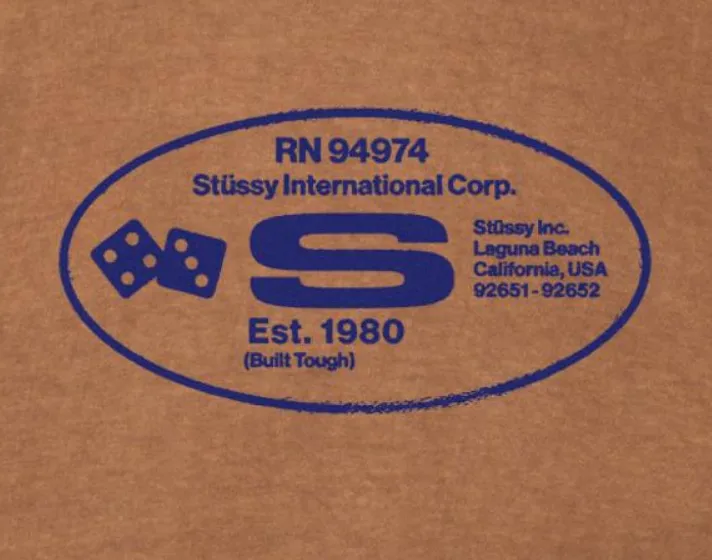 RN 94974
Stüssy International Corp.
S
Stüssy Inc.
Laguna Beach
California, USA
92651-92652
Est. 1980
(Built Tough)